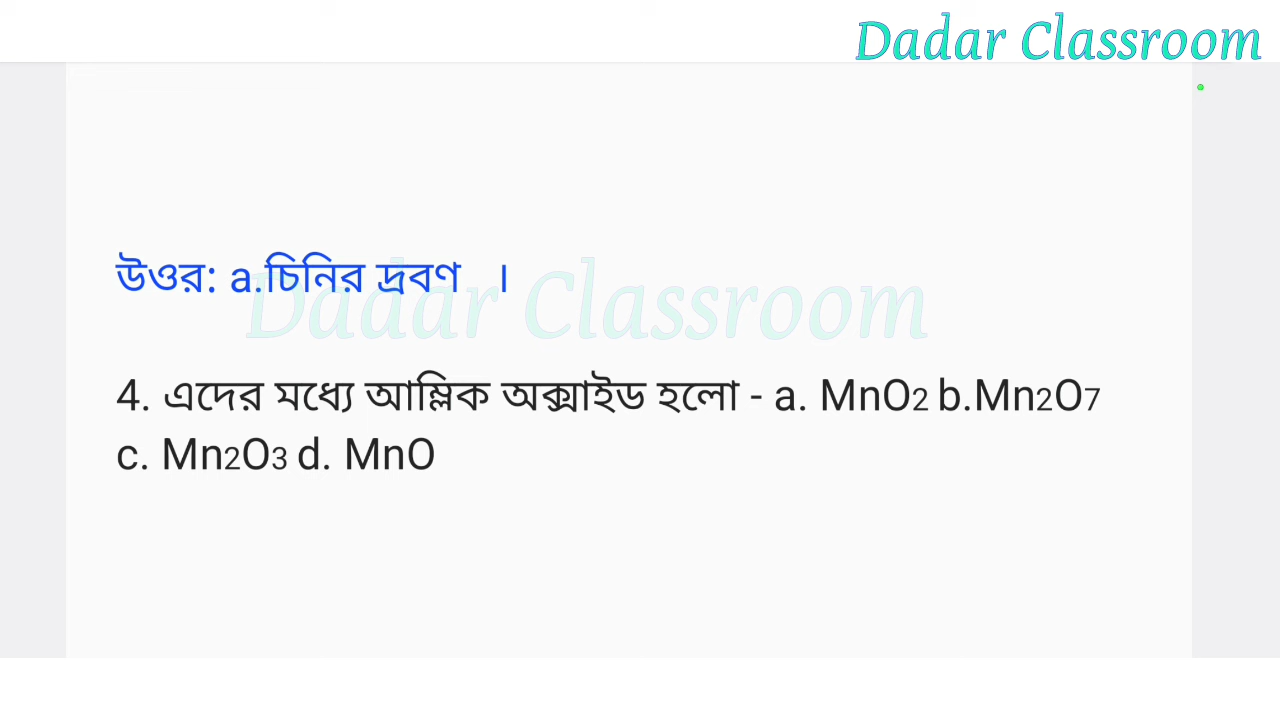 Dadar Classroom
উওর: a.চিনির দ্রবণ ।
Dadar Classroom
4. এদের মধ্যে আম্লিক অক্সাইড হলো - a. MnO2 b.Mn2O7
c. Mn2O3 d. MnO